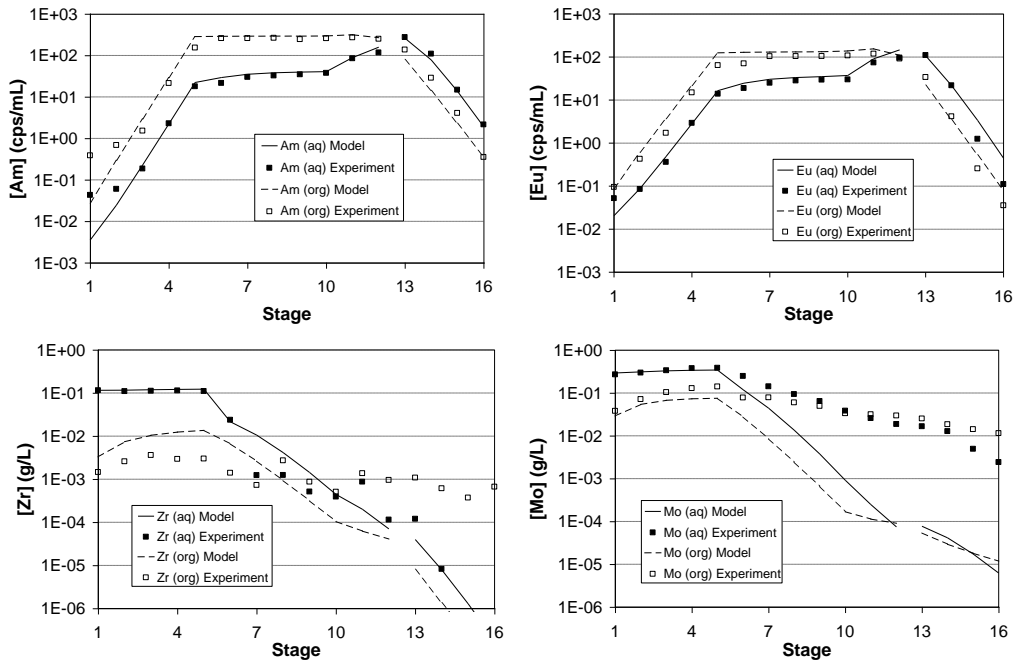 [Am] (cps/mL)
1E+03
1E+02
1E+01
1E+00
1E-01
1E-02
1E-03
Am (aq) Model
Am (aq) Experiment
Am (org) Model
Am (org) Experiment
1 4 7 10 13 16
Stage
[Eu] (cps/mL)
1E+03
1E+02
1E+01
1E+00
1E-01
1E-02
1E-03
Eu (aq) Model
Eu (aq) Experiment
Eu (org) Model
Eu (org) Experiment
1 4 7 10 13 16
Stage
[Zr] (g/L)
1E+00
1E-01
1E-02
1E-03
1E-04
1E-05
1E-06
Zr (aq) Model
Zr (aq) Experiment
Zr (org) Model
Zr (org) Experiment
1 4 7 10 13 16
Stage
[Mo] (g/L)
1E+00
1E-01
1E-02
1E-03
1E-04
1E-05
1E-06
Mo (aq) Model
Mo (aq) Experiment
Mo (org) Model
Mo (org) Experiment
1 4 7 10 13 16
Stage